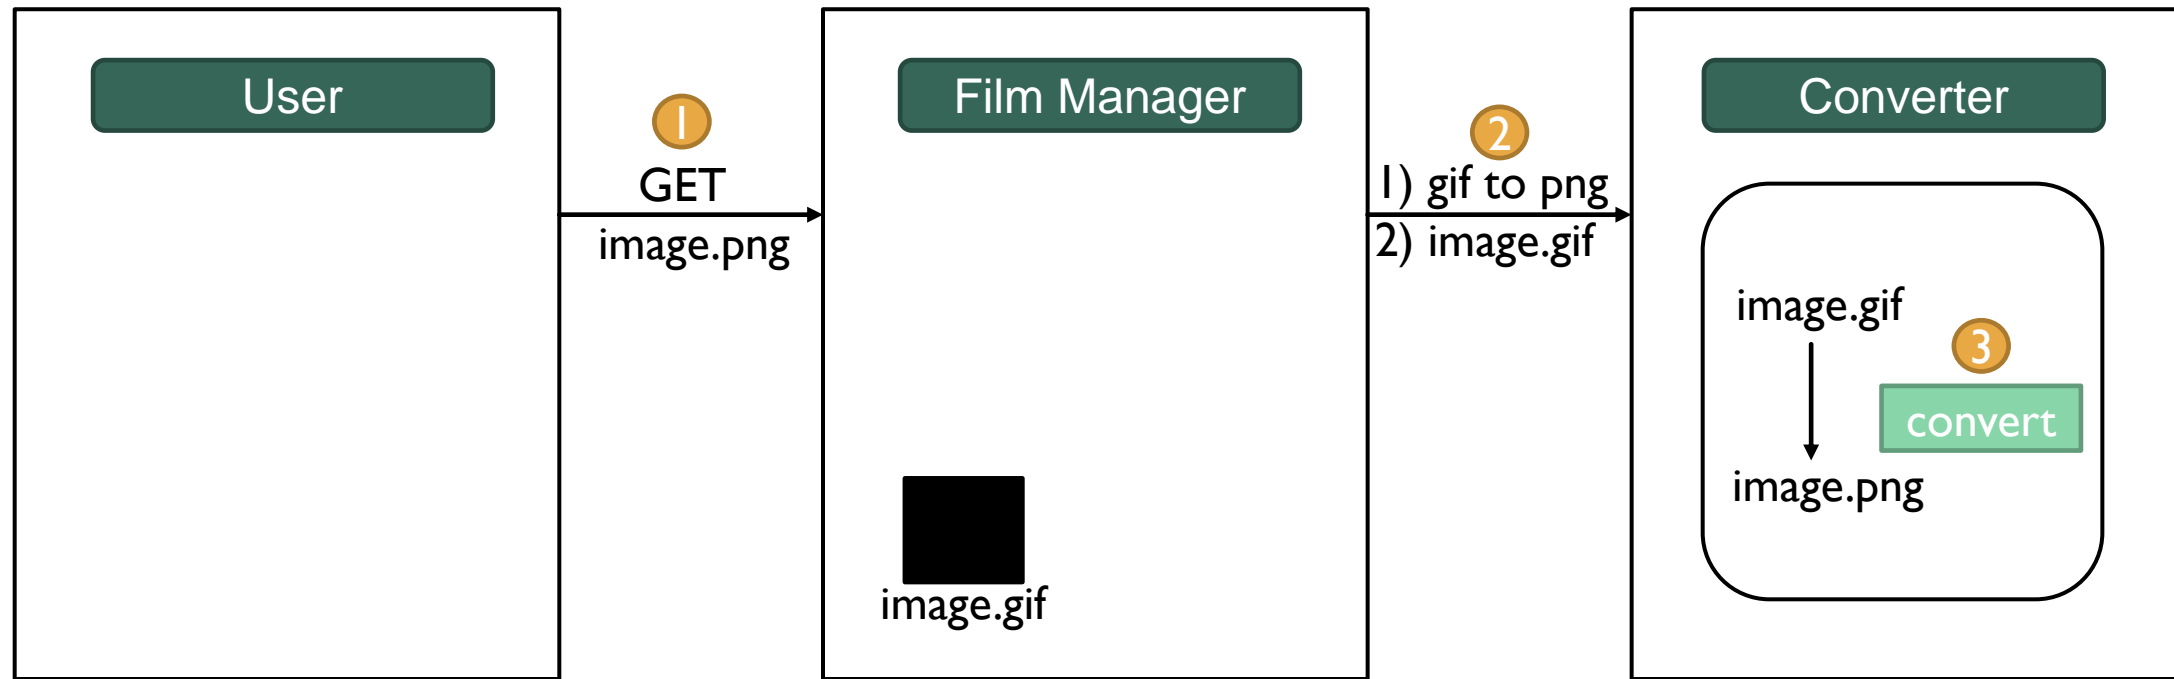 User
1
GET
image.png
Film Manager
2
1) gif to png
2) image.gif
image.gif
Converter
image.gif
3
convert
image.png